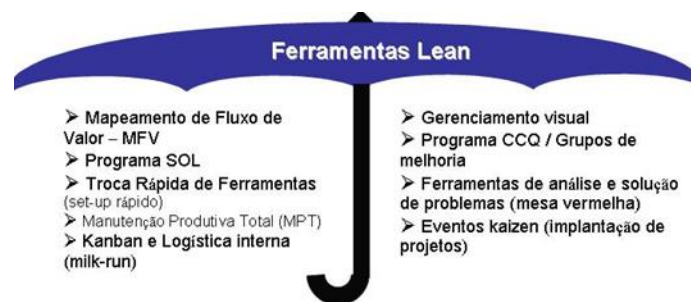 Ferramentas Lean
➢ Mapeamento de Fluxo de
Valor – MFV
➢ Programa SOL
➢ Troca Rápida de Ferramentas
(set-up rápido)
➢ Manutenção Produtiva Total (MPT)
➢ Kanban e Logística interna
(milk-run)
➢ Gerenciamento visual
➢ Programa CCQ / Grupos de
melhoria
➢ Ferramentas de análise e solução
de problemas (mesa vermelha)
➢ Eventos kaizen (implantação de
projetos)